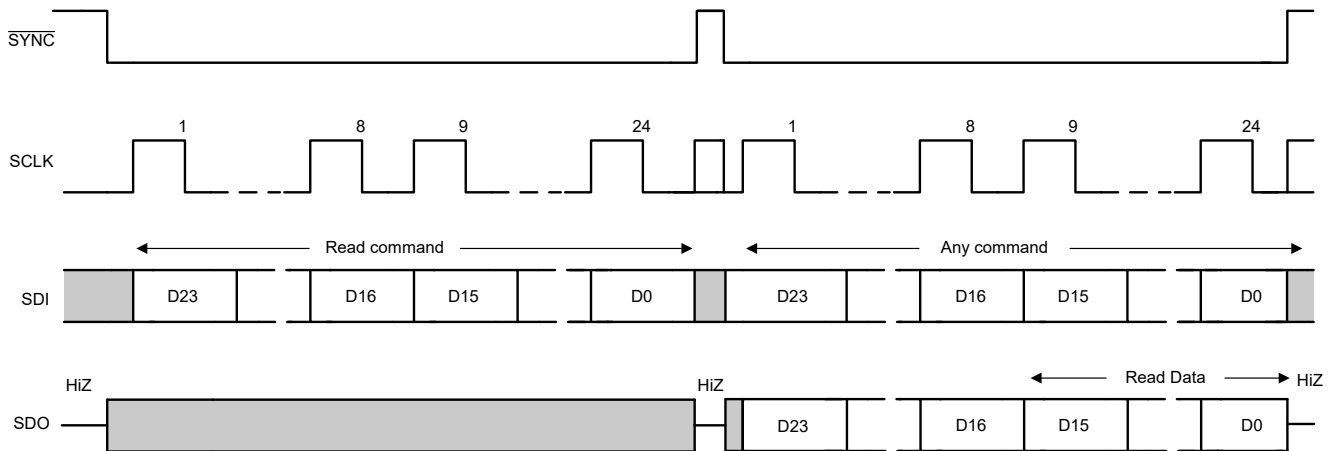 SYNC
1 8 9 24 1 8 9 24
SCLK
Read command Any command
SDI D23 D16 D15 D0 D23 D16 D15 D0
HiZ HiZ Read Data HiZ
SDO D23 D16 D15 D0